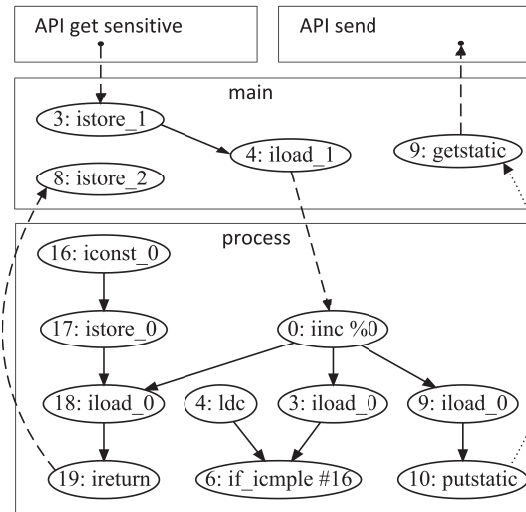 API get sensitive
API send
main
3: istore_1
4: iload_1
9: getstatic
8: istore_2
process
16: iconst_0
17: istore_0
0: iinc %0
18: iload_0
4: ldc
3: iload_0
9: iload_0
19: ireturn
6: if_icmple #16
10: putstatic